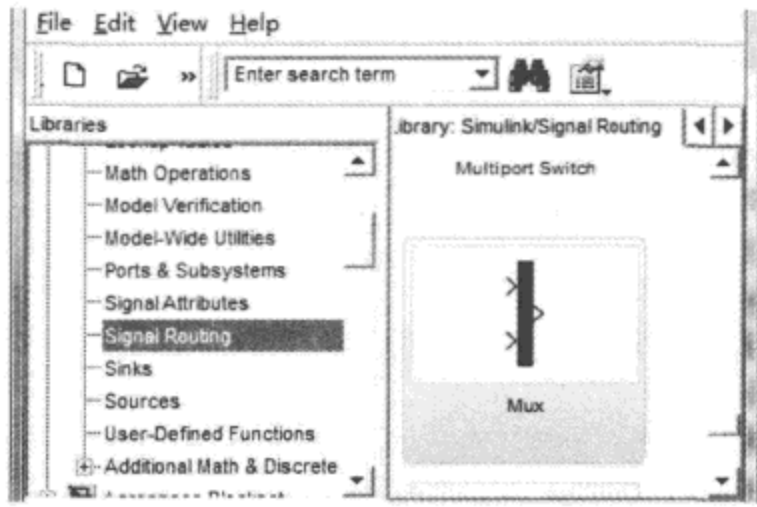 File Edit View Help
Enter search term
Libraries
Math Operations
Model Verification
Model-Wide Utilities
Ports & Subsystems
Signal Attributes
Signal Routing
Sinks
Sources
User-Defined Functions
Additional Math & Discrete
ibrary: Simulink/Signal Routing
Multiport Switch
Mux